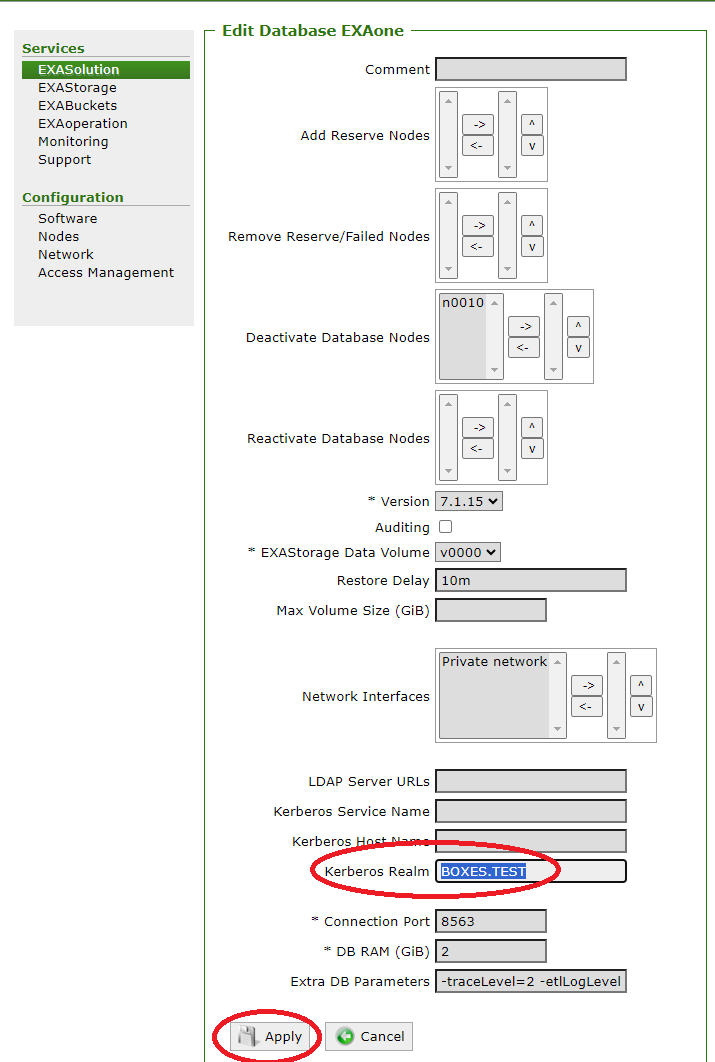 Edit Database EXAone
Services
EXASolution
EXAStorage
EXABuckets
EXAoperation
Monitoring
Support
Configuration
Software
Nodes
Network
Access Management
Comment
Add Reserve Nodes
->
<-
^
v
Remove Reserve/Failed Nodes
->
<-
^
v
Deactivate Database Nodes
n0010
->
<-
^
v
Reactivate Database Nodes
->
<-
^
v
* Version 7.1.15
Auditing
* EXAStorage Data Volume v0000
Restore Delay 10m
Max Volume Size (GiB)
Network Interfaces
Private network
->
<-
^
v
LDAP Server URLs
Kerberos Service Name
Kerberos Host Name
Kerberos Realm BOXES.TEST
* Connection Port 8563
* DB RAM (GiB) 2
Extra DB Parameters -traceLevel=2 -etlLogLevel
Apply Cancel